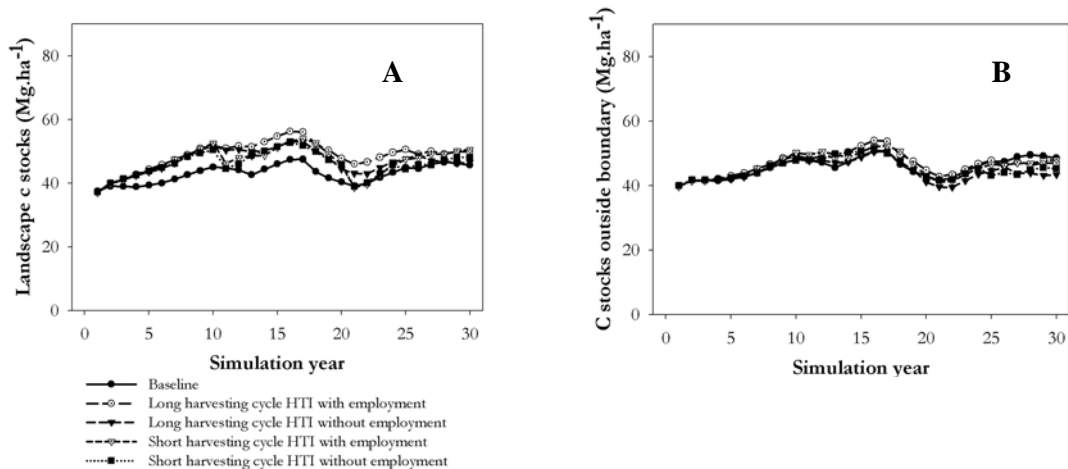 A
Landscape c stocks (Mg.ha-1)
80
60
40
20
0
0 5 10 15 20 25 30
Simulation year
B
C stocks outside boundary (Mg.ha-1)
80
60
40
20
0
0 5 10 15 20 25 30
Simulation year
Baseline
Long harvesting cycle HTI with employment
Long harvesting cycle HTI without employment
Short harvesting cycle HTI with employment
Short harvesting cycle HTI without employment